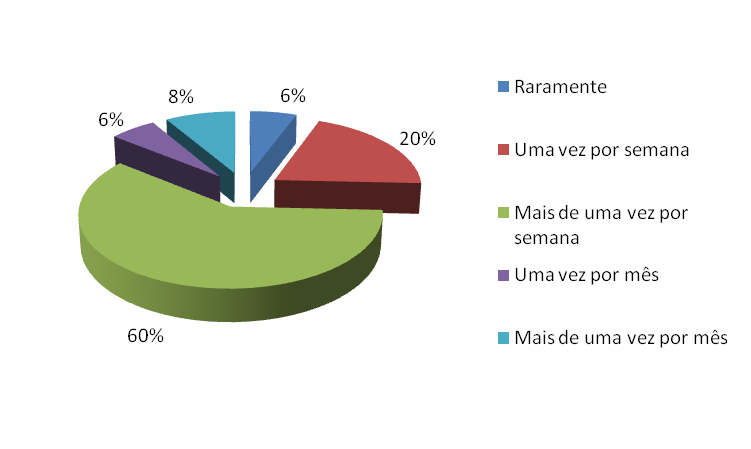 8%
6%
6%
20%
60%
Raramente
Uma vez por semana
Mais de uma vez por
semana
Uma vez por mês
Mais de uma vez por mês